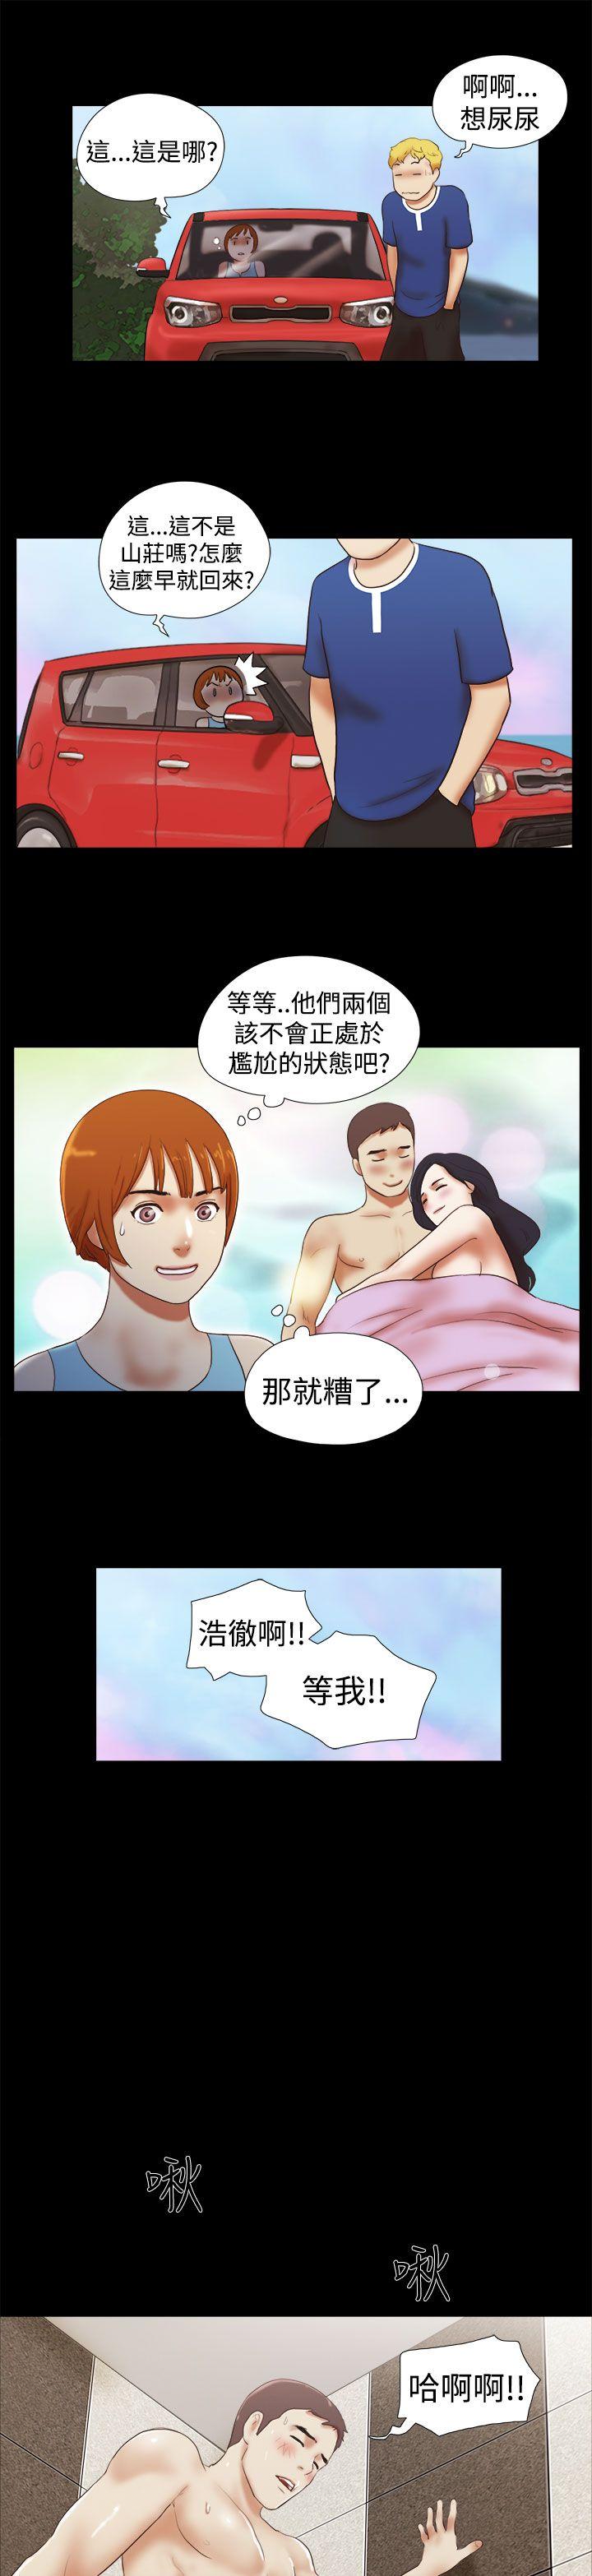 啊啊...
想尿尿
這...這是哪?
這...這不是
山莊嗎?怎麼
這麼早就回來?
等等..他們兩個
該不會正處於
尷尬的狀態吧?
那就糟了...
浩徹啊!!
等我!!
啾
啾
哈啊啊!!